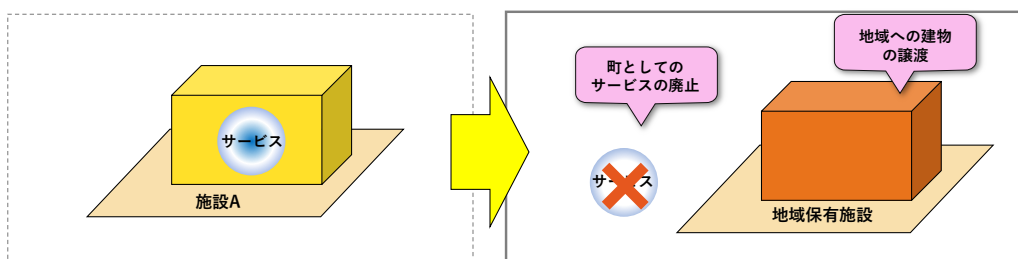 サービス
施設A
町としての
サービスの廃止
サービス
地域への建物
の譲渡
地域保有施設